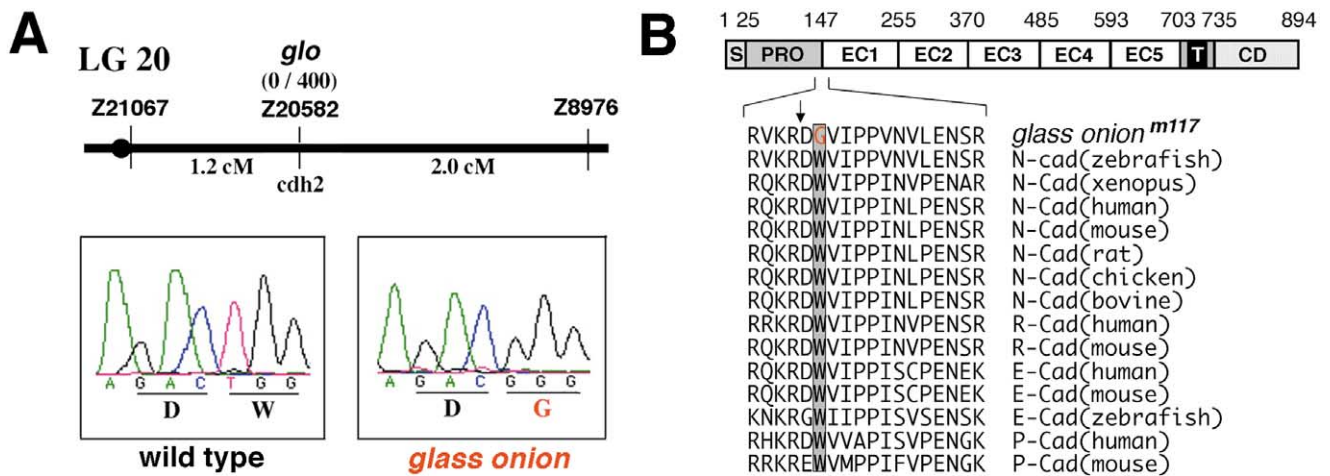 A
LG 20
glo
(0 / 400)
Z21067
Z20582
Z8976
1.2 cM
cdh2
2.0 cM
A G A C T G G
D W
wild type
A G A C G G G
D G
glass onion
B
1 25 147 255 370 485 593 703 735 894
S PRO EC1 EC2 EC3 EC4 EC5 T CD
RVKRDGVIPPVNVLENSR glass onion m117
RVKRDWVIPPVNVLENSR N-cad(zebrafish)
RQKRDWVIPPINVPENAR N-Cad(xenopus)
RQKRDWVIPPINLPENSR N-Cad(human)
RQKRDWVIPPINLPENSR N-Cad(mouse)
RQKRDWVIPPINLPENSR N-Cad(rat)
RQKRDWVIPPINLPENSR N-Cad(chicken)
RQKRDWVIPPINLPENSR N-Cad(bovine)
RRKRDWVIPPINVPENSR R-Cad(human)
RQKRDWVIPPINVPENSR R-Cad(mouse)
RQKRDWVIPPISCPENEK E-Cad(human)
RQKRDWVIPPISCPENEK E-Cad(mouse)
KNKRGWIIPPISVSENSK E-Cad(zebrafish)
RHKRDWVVAPISVPENGK P-Cad(human)
RRKREWVMPPIFVPENGK P-Cad(mouse)